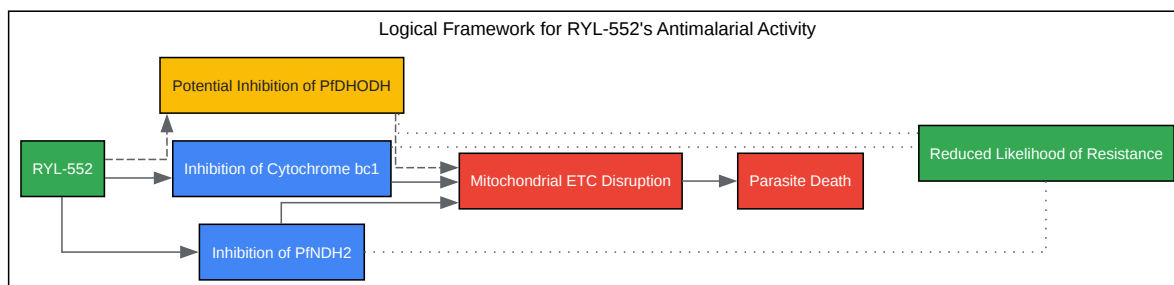 Logical Framework for RYL-552's Antimalarial Activity
Potential Inhibition of PfDHODH
RYL-552
Inhibition of Cytochrome bc1
Mitochondrial ETC Disruption
Parasite Death
Reduced Likelihood of Resistance
Inhibition of PfNDH2